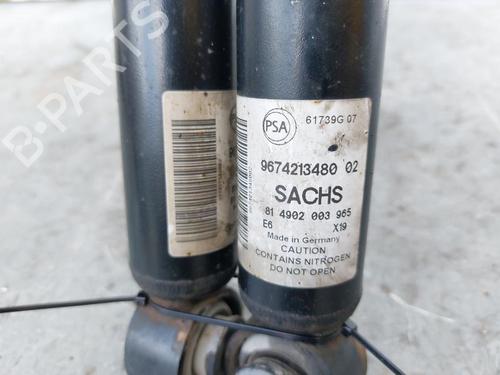 PSA
61739G 07
9674213480 02
SACHS
81 4902 003 965
E6 X19
Made in Germany
CAUTION
CONTAINS NITROGEN
DO NOT OPEN
B-PARTS